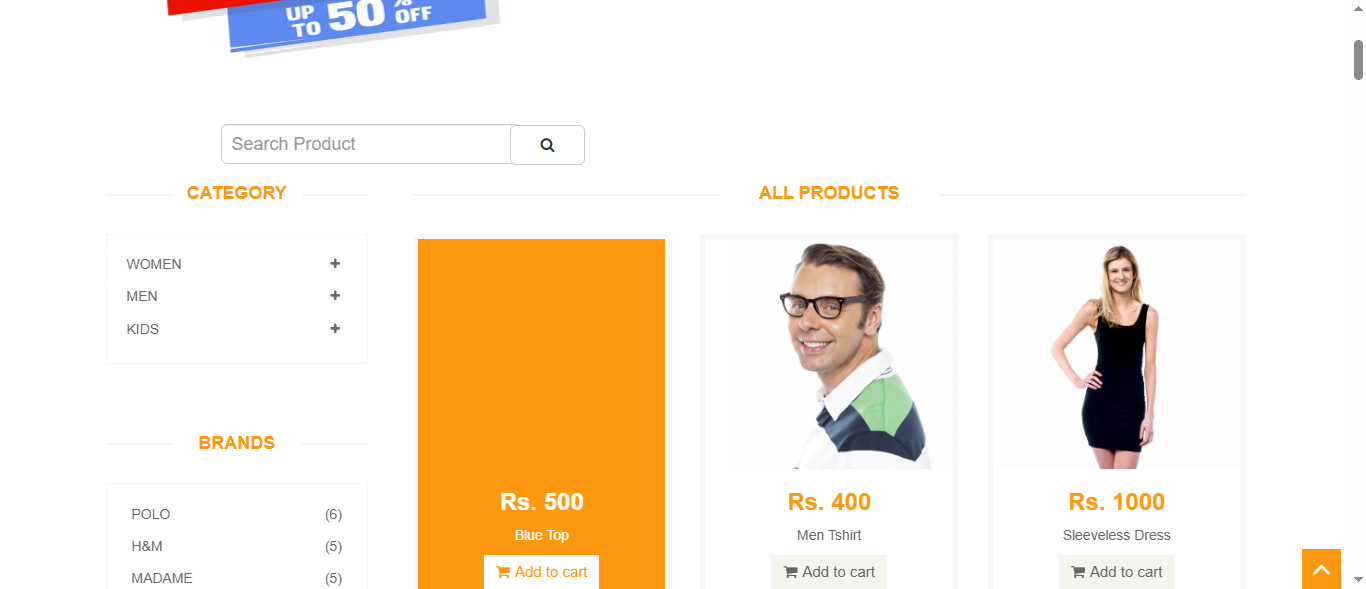 UP TO 50% OFF
Search Product
CATEGORY
WOMEN
MEN
KIDS
BRANDS
POLO (6)
H&M (5)
MADAME (5)
ALL PRODUCTS
Rs. 500
Blue Top
Add to cart
Rs. 400
Men Tshirt
Add to cart
Rs. 1000
Sleeveless Dress
Add to cart